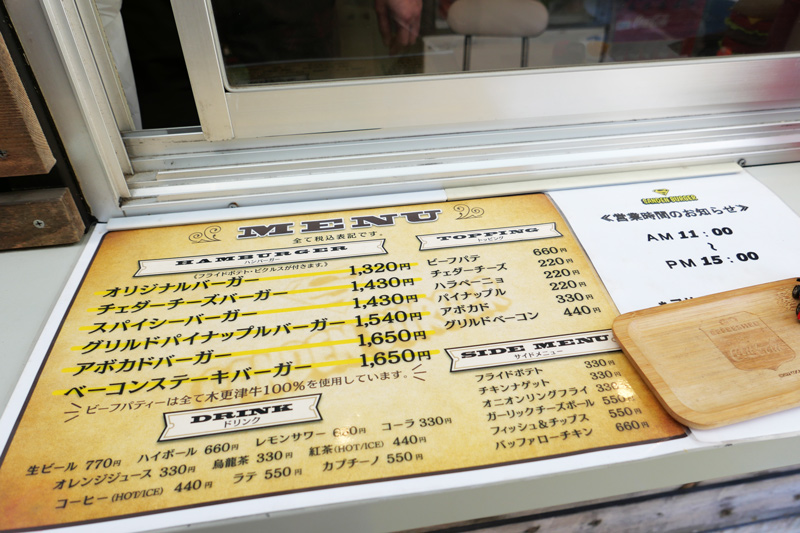 MENU
全て税込表記です。
HAMBURGER
ハンバーガー
《フライドポテト・ピクルスが付きます。》
オリジナルバーガー 1,320円
チェダーチーズバーガー 1,430円
スパイシーバーガー 1,430円
グリルドパイナップルバーガー 1,540円
アボカドバーガー 1,650円
ベーコンステーキバーガー 1,650円
ビーフパティーは全て木更津牛100%を使用しています。
TOPPING
トッピング
ビーフパテ 660円
チェダーチーズ 220円
ハラペーニョ 220円
パイナップル 220円
アボカド 330円
グリルドベーコン 440円
SIDE MENU
サイドメニュー
フライドポテト 330円
チキンナゲット 330円
オニオンリングフライ 330円
ガーリックチーズボール 550円
フィッシュ&チップス 550円
バッファローチキン 660円
DRINK
ドリンク
生ビール 770円 ハイボール 660円 レモンサワー 660円 コーラ 330円
オレンジジュース 330円 烏龍茶 330円 紅茶(HOT/ICE) 440円
コーヒー(HOT/ICE) 440円 ラテ 550円 カプチーノ 550円
≪営業時間のお知らせ≫
AM 11:00
~
PM 15:00